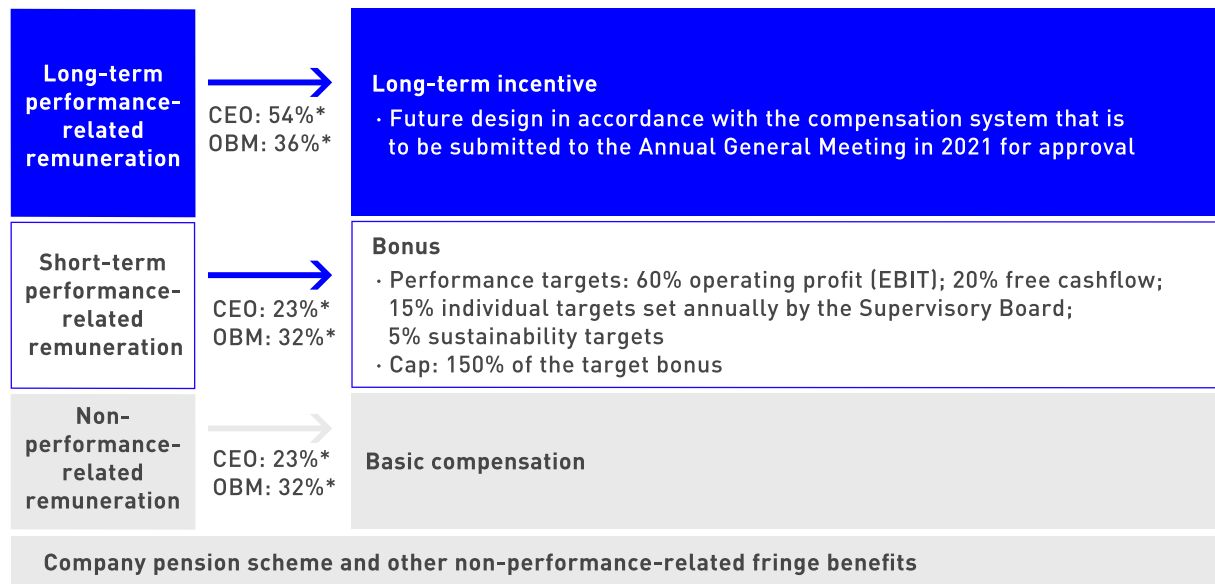 Long-term
performance-
related
remuneration
CEO: 54%*
OBM: 36%*
Long-term incentive
· Future design in accordance with the compensation system that is
to be submitted to the Annual General Meeting in 2021 for approval
Short-term
performance-
related
remuneration
CEO: 23%*
OBM: 32%*
Bonus
· Performance targets: 60% operating profit (EBIT); 20% free cashflow;
15% individual targets set annually by the Supervisory Board;
5% sustainability targets
· Cap: 150% of the target bonus
Non-
performance-
related
remuneration
CEO: 23%*
OBM: 32%*
Basic compensation
Company pension scheme and other non-performance-related fringe benefits